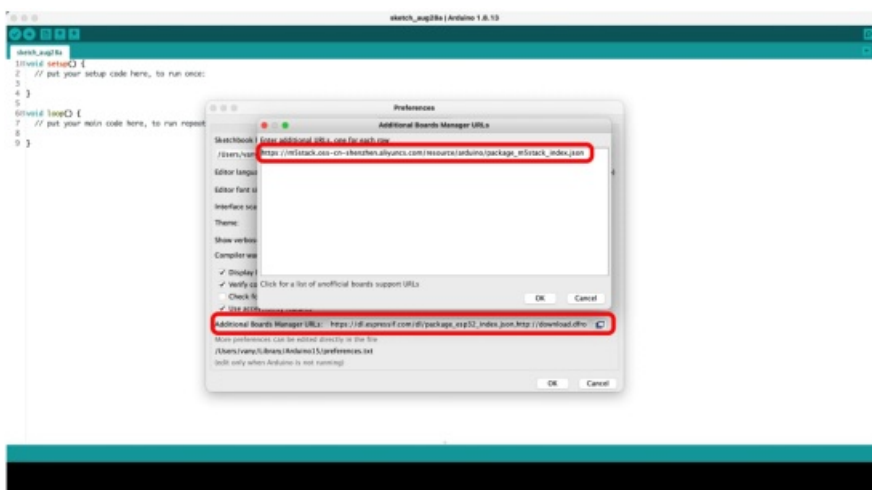 sketch_aug28a | Arduino 1.8.13
sketch_aug28a
1 void setup() {
2 // put your setup code here, to run once:
3
4 }
5
6 void loop() {
7 // put your main code here, to run repeat
8
9 }
Preferences
Additional Boards Manager URLs
Sketchbook
Enter additional URLs, one for each row
/Users/van
https://m5stack.oss-cn-shenzhen.aliyuncs.com/resource/arduino/package_m5stack_index.json
Editor langua
Editor font si
Interface sca
Theme:
Show verbos
Compiler wa
Display
Verify co
Click for a list of unofficial boards support URLs
Check fo
OK Cancel
Use acce
Additional Boards Manager URLs: https://dl.espressif.com/dl/package_esp32_index.json,http://download.dfro
More preferences can be edited directly in the file
/Users/vany/Library/Arduino15/preferences.txt
(edit only when Arduino is not running)
OK Cancel